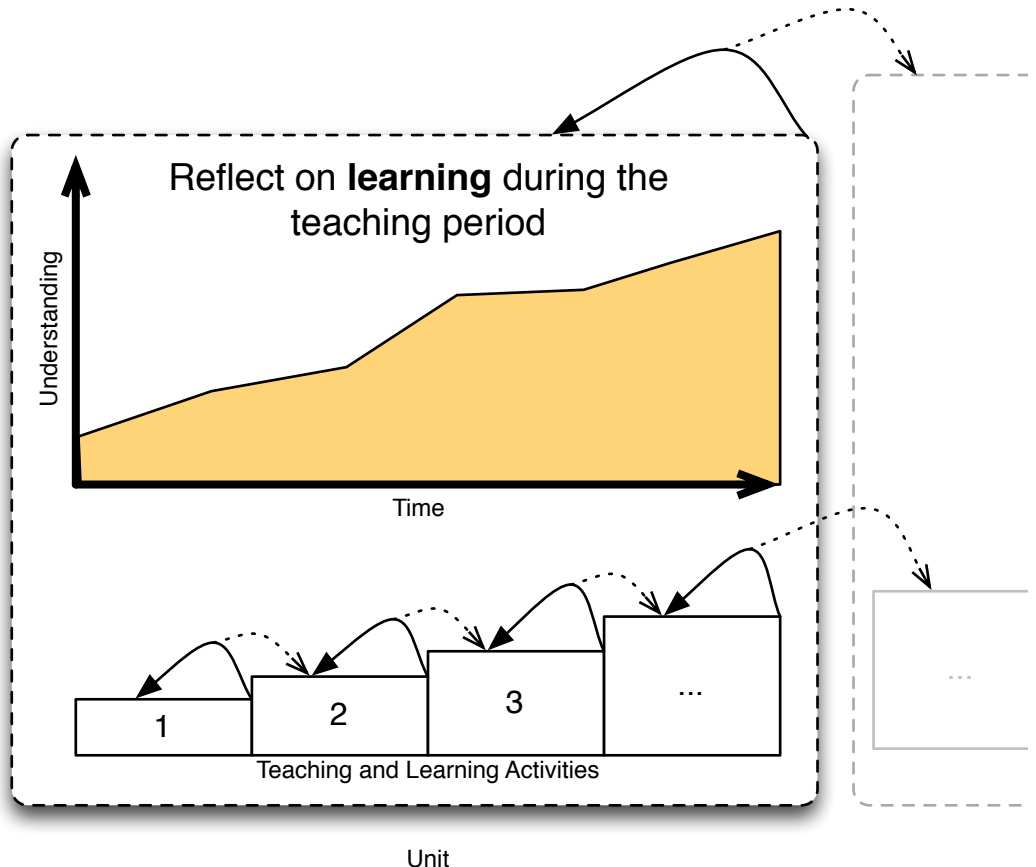 Reflect on learning during the
teaching period
Understanding
Time
1
2
3
...
...
Teaching and Learning Activities
Unit